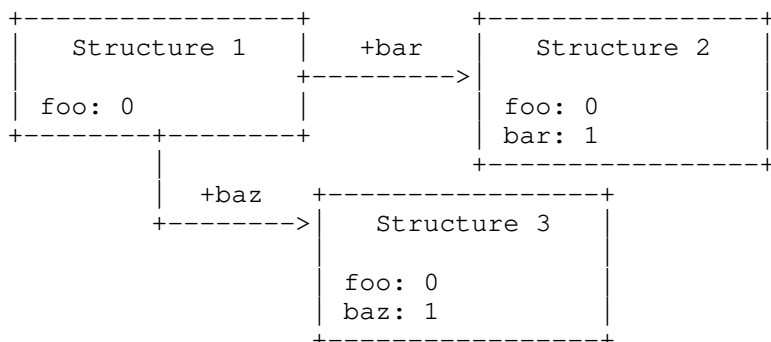 Structure 1
+bar
Structure 2
foo: 0
foo: 0
bar: 1
+baz
Structure 3
foo: 0
baz: 1